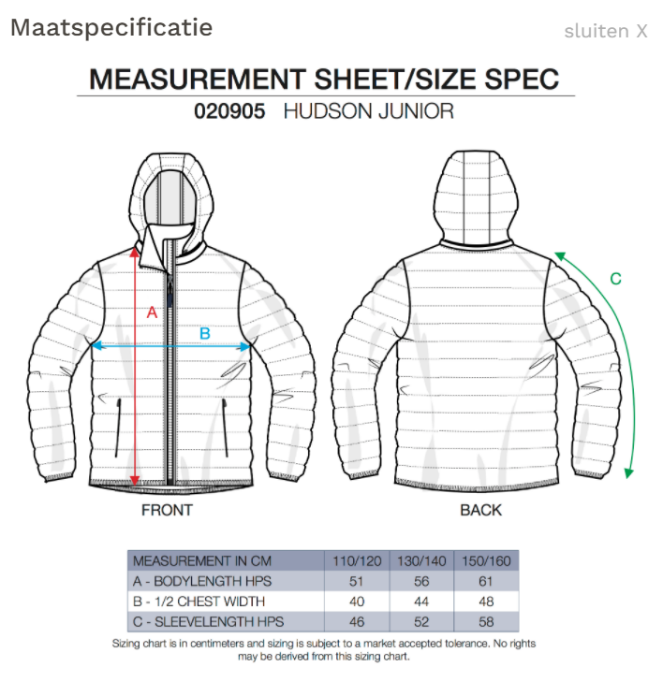 Maatspecificatie
sluiten X
MEASUREMENT SHEET/SIZE SPEC
020905 HUDSON JUNIOR
A
B
C
FRONT
BACK
MEASUREMENT IN CM 110/120 130/140 150/160
A - BODYLENGTH HPS 51 56 61
B - 1/2 CHEST WIDTH 40 44 48
C - SLEEVELENGTH HPS 46 52 58
Sizing chart is in centimeters and sizing is subject to a market accepted tolerance. No rights
may be derived from this sizing chart.